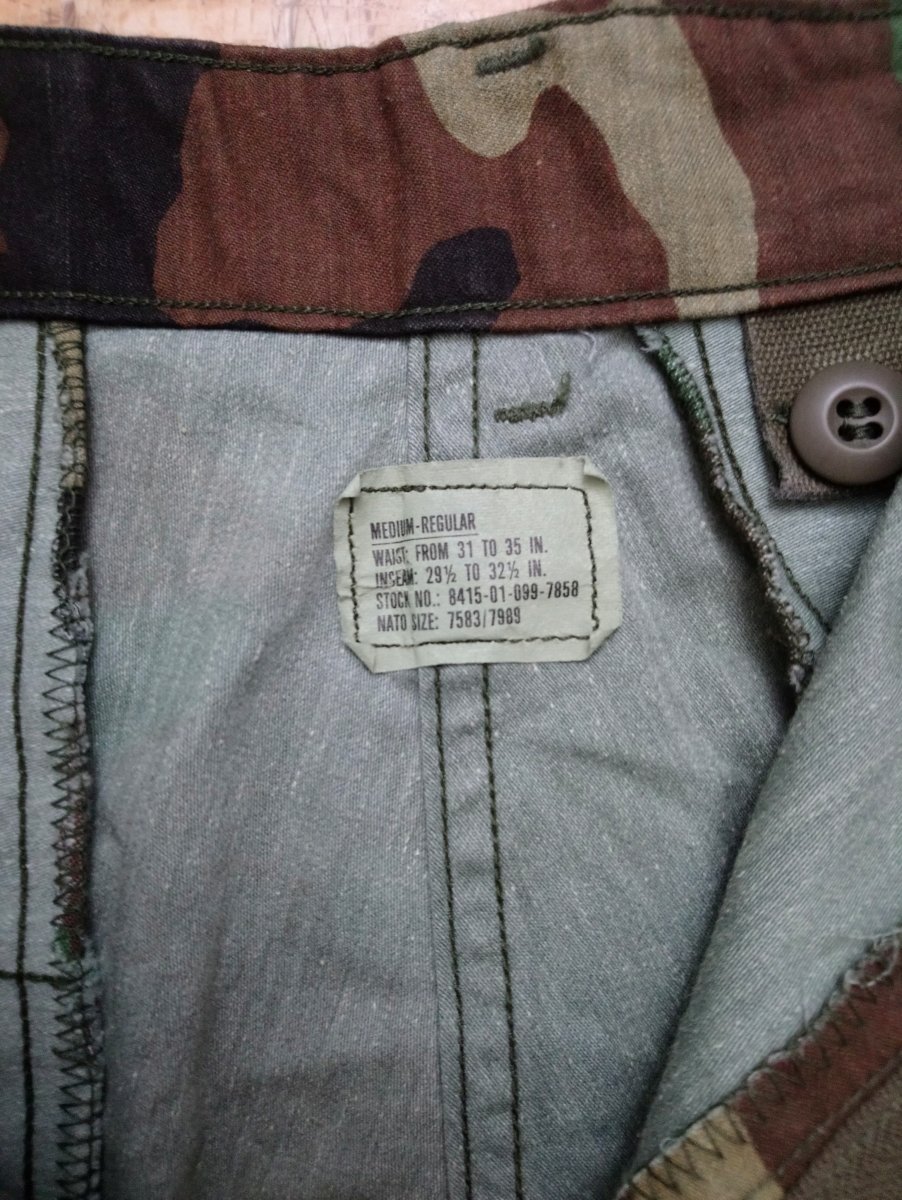 MEDIUM-REGULAR
WAIST: FROM 31 TO 35 IN.
INSEAM: 29½ TO 32½ IN.
STOCK NO.: 8415-01-099-7858
NATO SIZE: 7583/7989